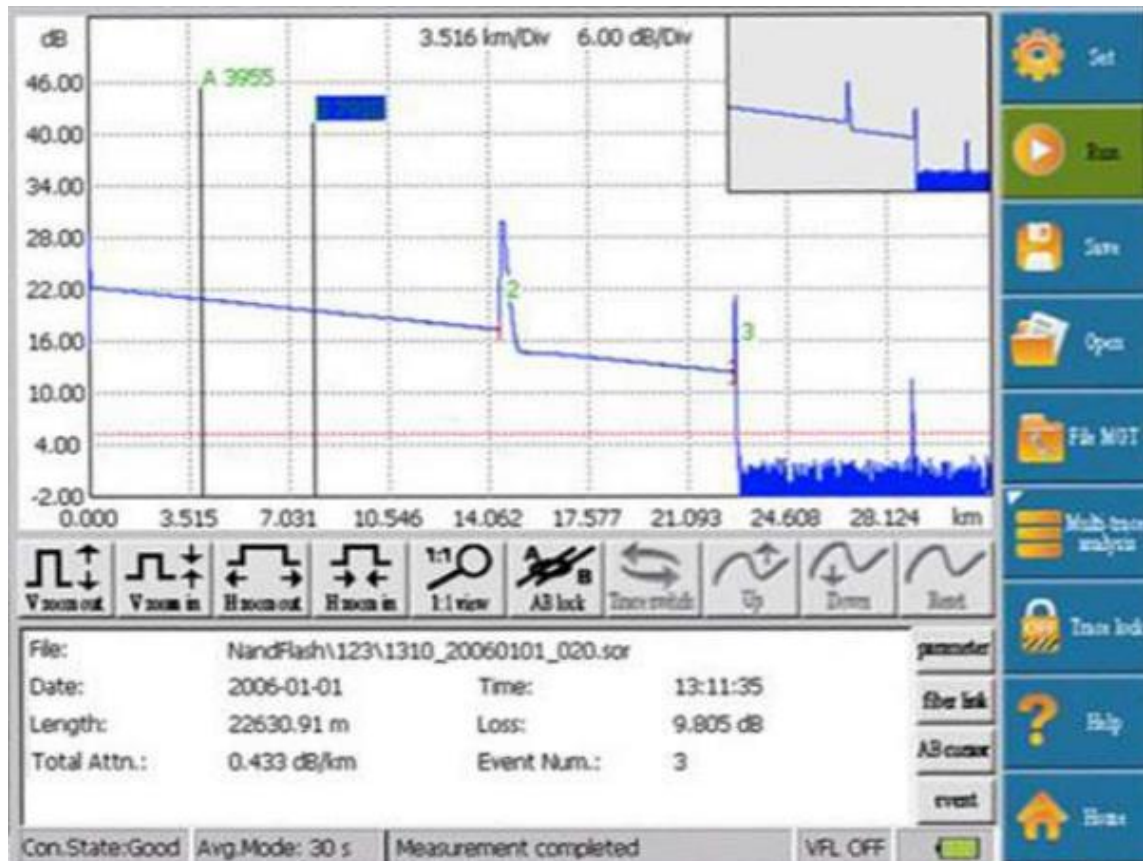 dB 3.516 km/Div 6.00 dB/Div
A 3955
46.00
40.00
34.00
28.00
22.00
16.00
10.00
4.00
-2.00
2
3
0.000 3.515 7.031 10.546 14.062 17.577 21.093 24.608 28.124 km
Set
Run
Save
Open
File MGT
Multi-trace
analysis
OFF
Trace lock
Help
Home
1:1 A B
V zoom out V zoom in H zoom out H zoom in 1:1 view AB lock Trace switch Up Down Rest.
File: NandFlash\123\1310_20060101_020.sor
Date: 2006-01-01 Time: 13:11:35
Length: 22630.91 m Loss: 9.805 dB
Total Attn.: 0.433 dB/km Event Num.: 3
parameter
fiber link
AB cursor
event
Con.State:Good Avg.Mode: 30 s Measurement completed VFL OFF